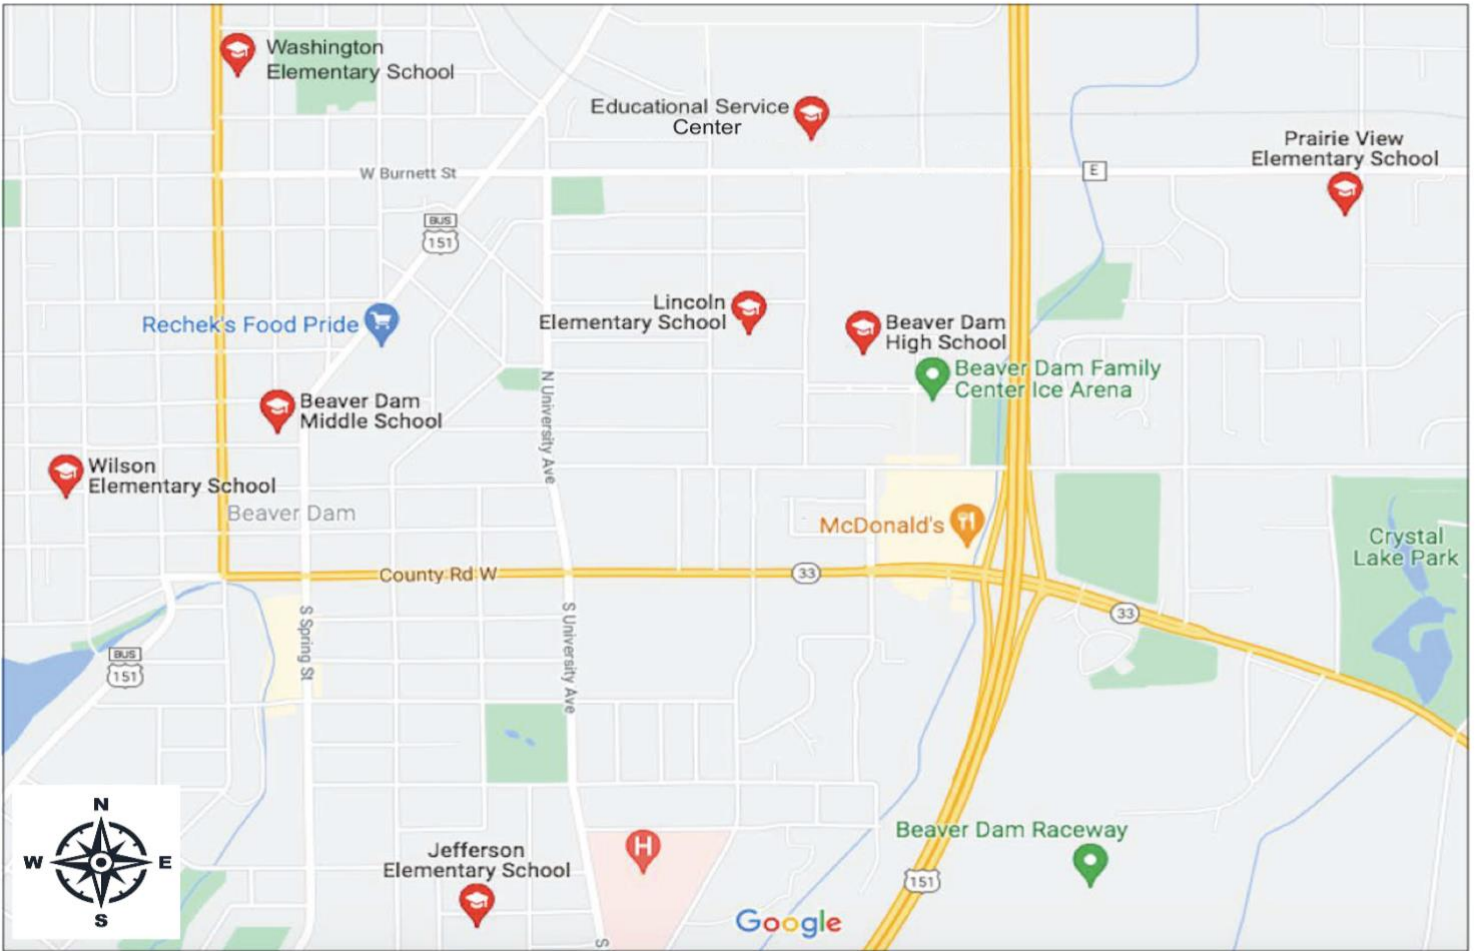 Washington
Elementary School
Educational Service
Center
Prairie View
Elementary School
W Burnett St
E
BUS
151
Lincoln
Elementary School
Rechek's Food Pride
Beaver Dam
High School
Beaver Dam Family
Center Ice Arena
N University Ave
Beaver Dam
Middle School
Wilson
Elementary School
Beaver Dam
McDonald's
Crystal
Lake Park
County Rd W
33
33
S Spring St
S University Ave
BUS
151
N
W
E
S
Jefferson
Elementary School
H
Beaver Dam Raceway
151
Google
S